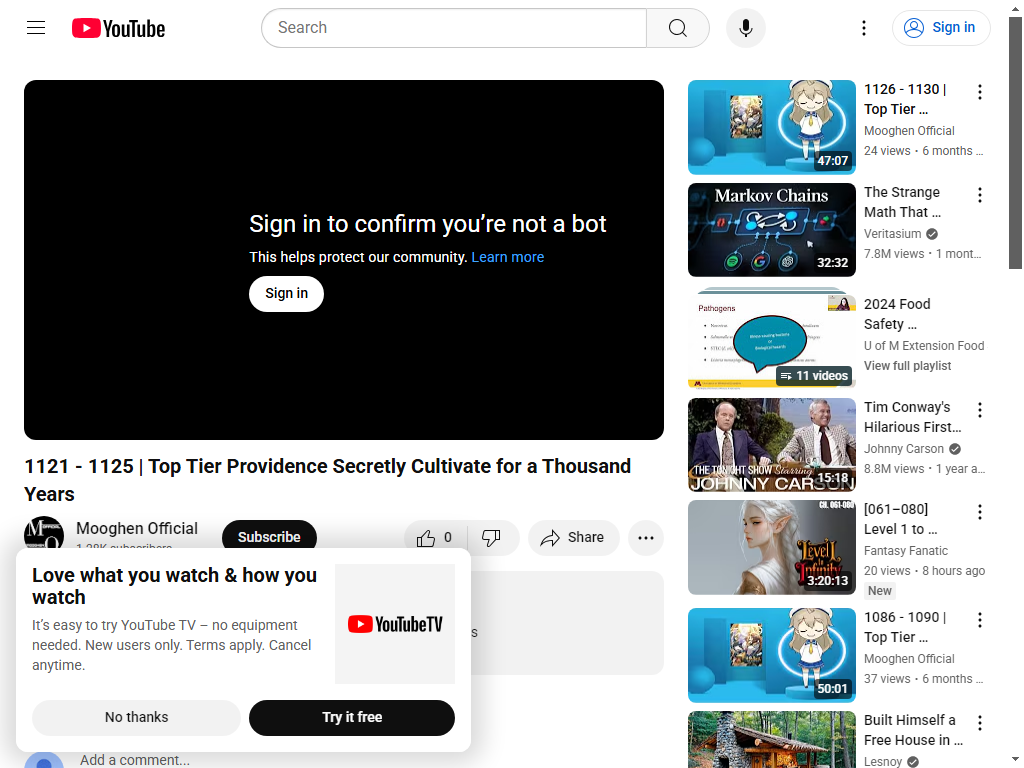 YouTube
Search
Sign in
Sign in to confirm you're not a bot
This helps protect our community. Learn more
Sign in
1121 - 1125 | Top Tier Providence Secretly Cultivate for a Thousand
Years
Mooghen Official
Subscribe
0
Share
Love what you watch & how you
watch
It's easy to try YouTube TV – no equipment
needed. New users only. Terms apply. Cancel
anytime.
YouTubeTV
No thanks
Try it free
Add a comment...
47:07
1126 - 1130 |
Top Tier ...
Mooghen Official
24 views • 6 months ...
Markov Chains
32:32
The Strange
Math That ...
Veritasium
7.8M views • 1 mont...
Pathogens
11 videos
2024 Food
Safety ...
U of M Extension Food
View full playlist
THE TONIGHT SHOW Starring
JOHNNY CARSON
15:18
Tim Conway's
Hilarious First...
Johnny Carson
8.8M views • 1 year a...
CH. 061-080
Level 1 to
Infinity
3:20:13
[061–080]
Level 1 to ...
Fantasy Fanatic
20 views • 8 hours ago
New
50:01
1086 - 1090 |
Top Tier ...
Mooghen Official
37 views • 6 months ...
Built Himself a
Free House in ...
Lesnoy